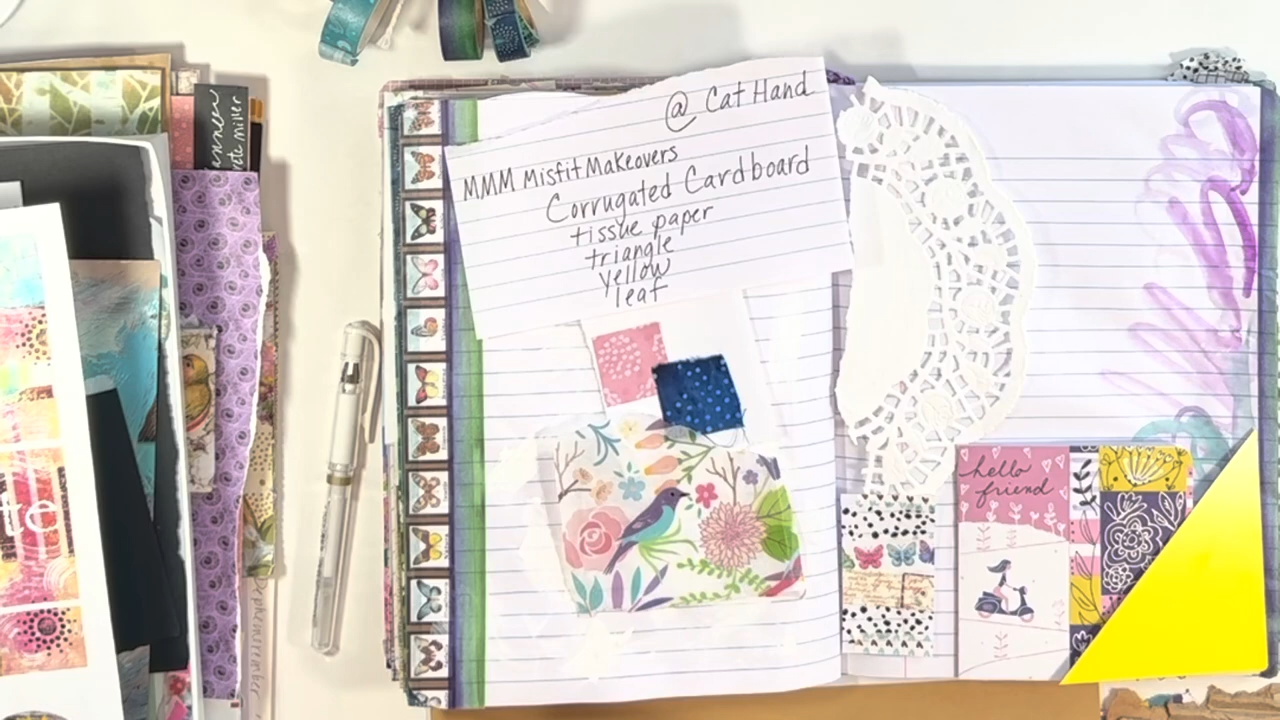 @ Cat Hand
MMM Misfit Makeovers
Corrugated Cardboard
tissue paper
triangle
yellow
leaf
hello
friend